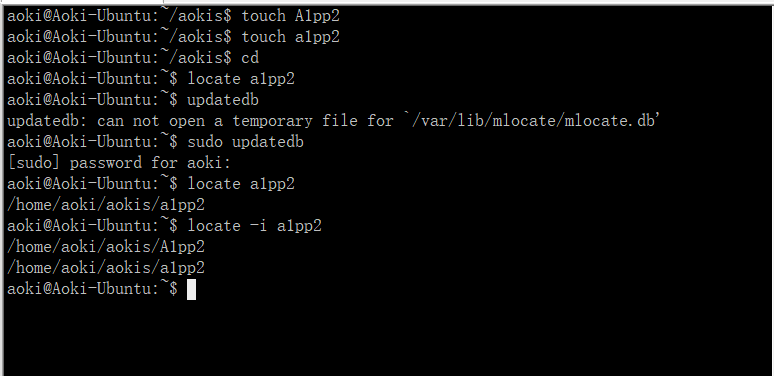 aoki@Aoki-Ubuntu:~/aokis$ touch A1pp2
aoki@Aoki-Ubuntu:~/aokis$ touch a1pp2
aoki@Aoki-Ubuntu:~/aokis$ cd
aoki@Aoki-Ubuntu:~$ locate a1pp2
aoki@Aoki-Ubuntu:~$ updatedb
updatedb: can not open a temporary file for `/var/lib/mlocate/mlocate.db'
aoki@Aoki-Ubuntu:~$ sudo updatedb
[sudo] password for aoki:
aoki@Aoki-Ubuntu:~$ locate a1pp2
/home/aoki/aokis/a1pp2
aoki@Aoki-Ubuntu:~$ locate -i a1pp2
/home/aoki/aokis/A1pp2
/home/aoki/aokis/a1pp2
aoki@Aoki-Ubuntu:~$